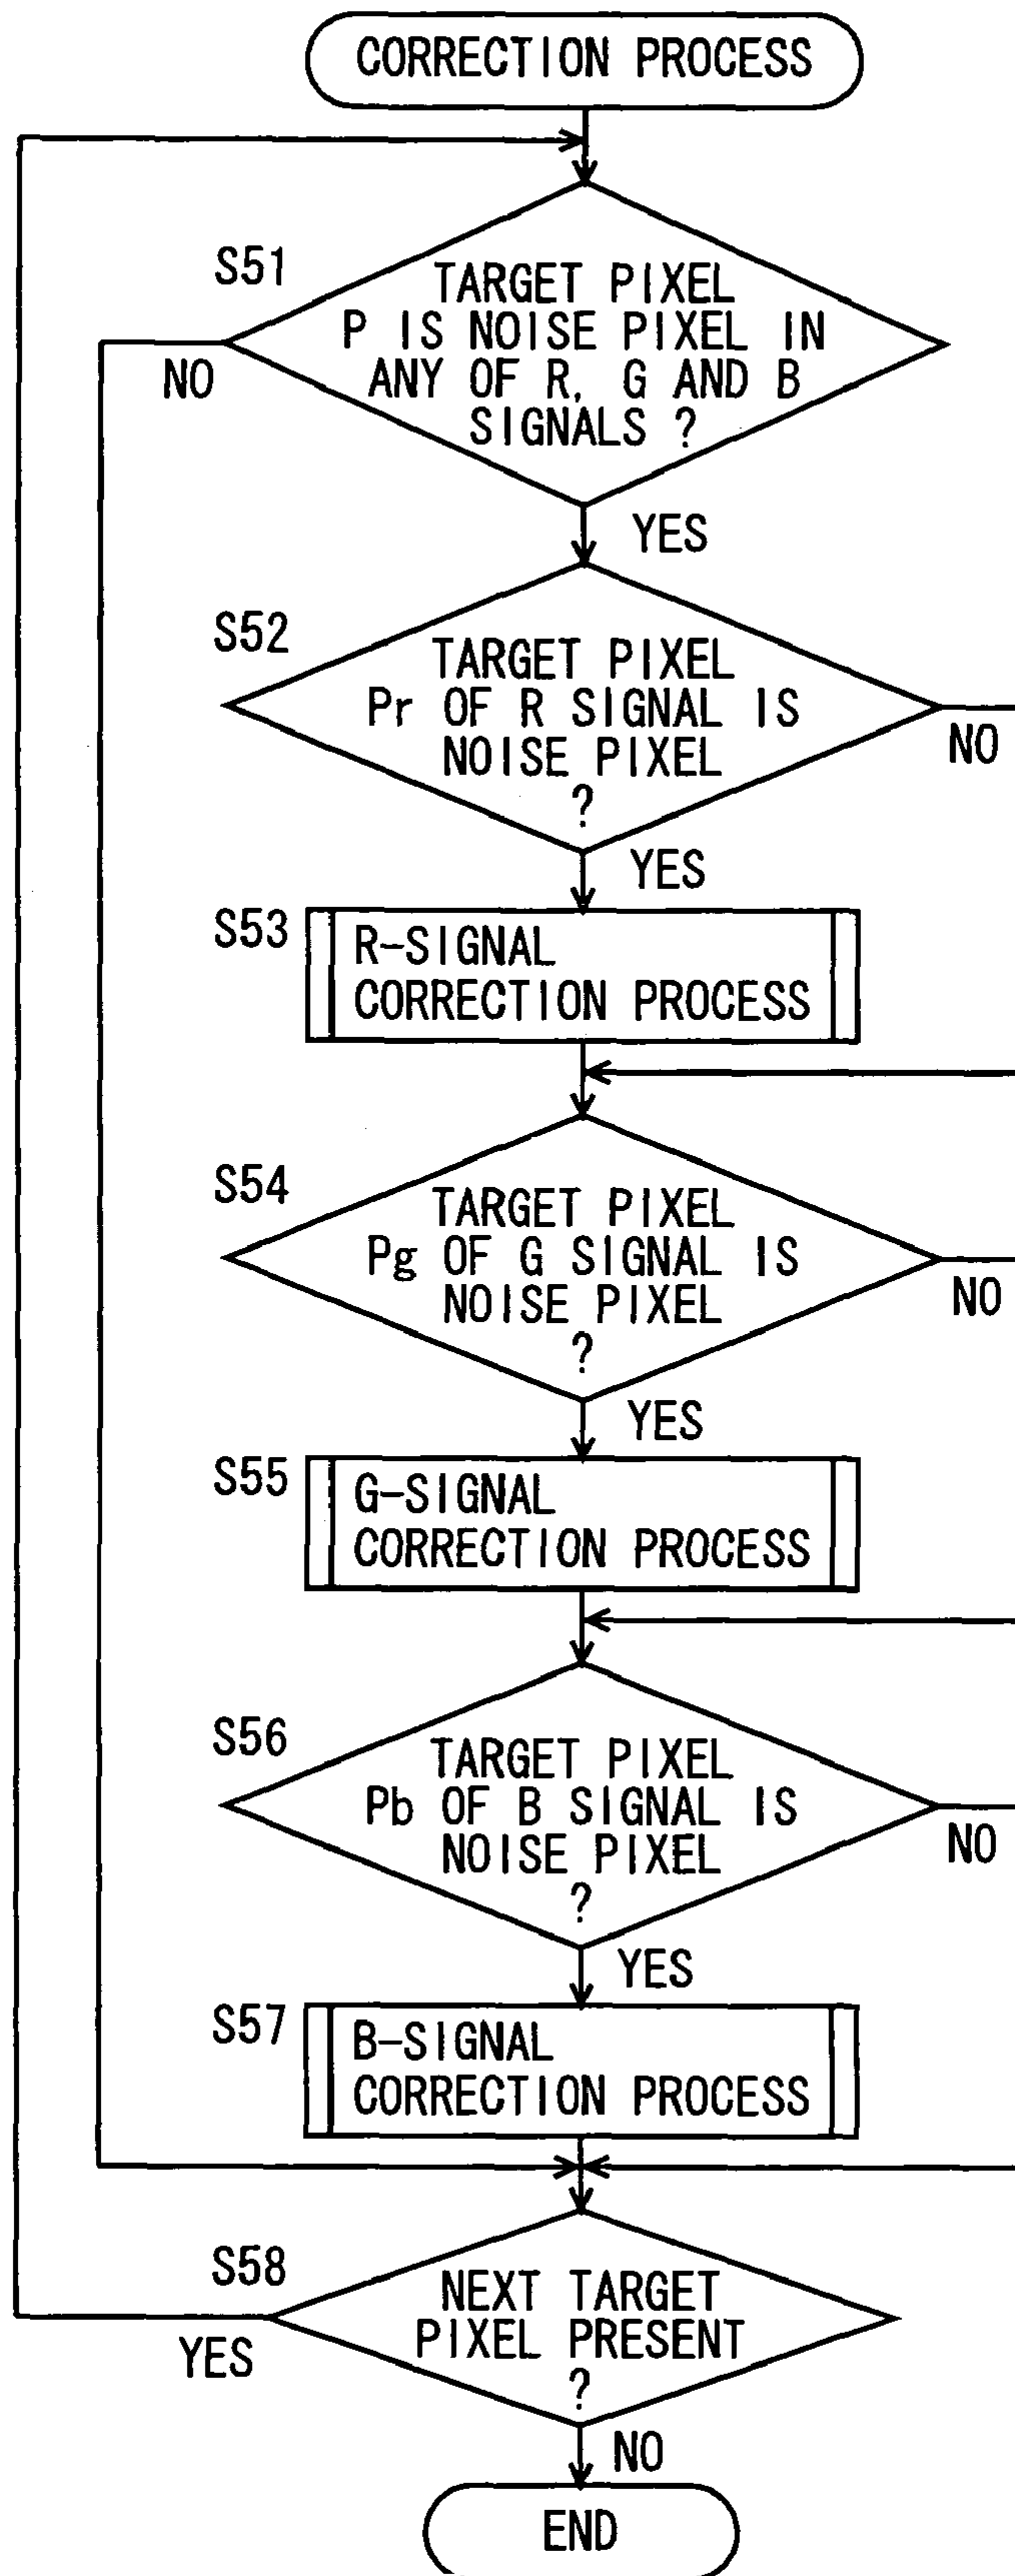 CORRECTION PROCESS
S51
TARGET PIXEL
P IS NOISE PIXEL IN
ANY OF R, G AND B
SIGNALS ?
NO
YES
S52
TARGET PIXEL
Pr OF R SIGNAL IS
NOISE PIXEL
?
NO
YES
S53
R-SIGNAL
CORRECTION PROCESS
S54
TARGET PIXEL
Pg OF G SIGNAL IS
NOISE PIXEL
?
NO
YES
S55
G-SIGNAL
CORRECTION PROCESS
S56
TARGET PIXEL
Pb OF B SIGNAL IS
NOISE PIXEL
?
NO
YES
S57
B-SIGNAL
CORRECTION PROCESS
S58
NEXT TARGET
PIXEL PRESENT
?
YES
NO
END